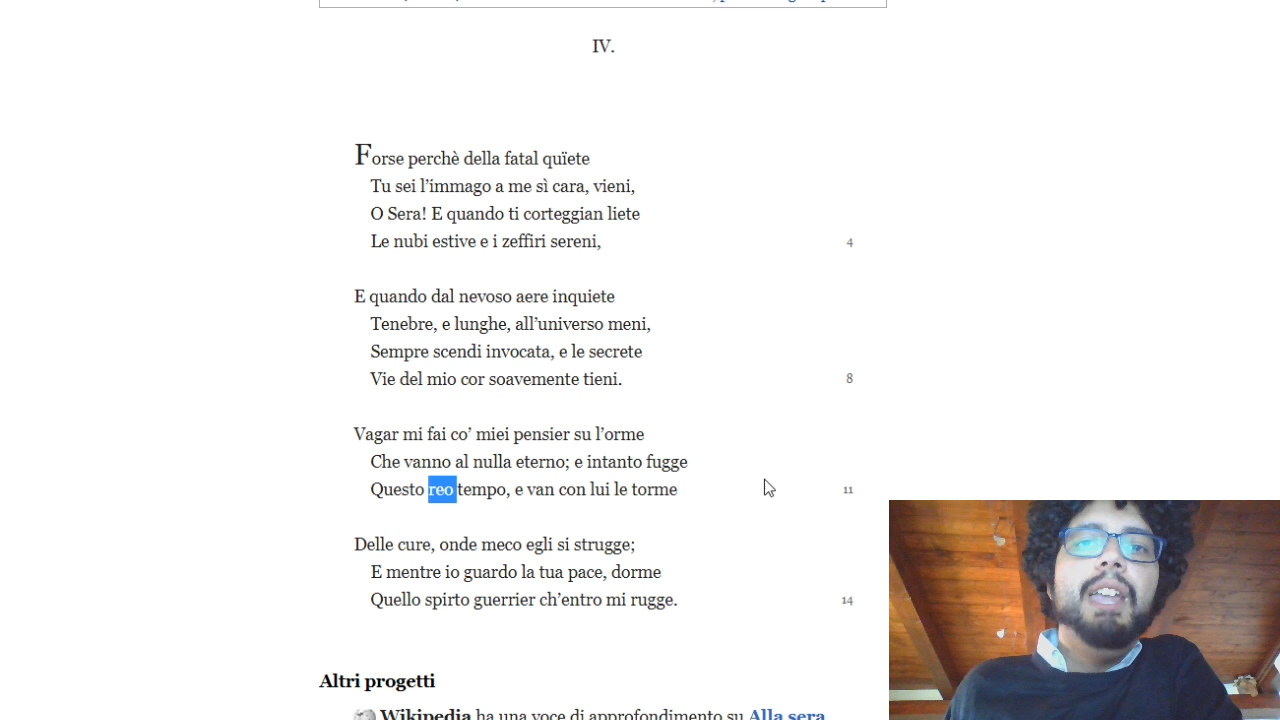 IV.
Forse perchè della fatal quïete
Tu sei l’immago a me sì cara, vieni,
O Sera! E quando ti corteggian liete
Le nubi estive e i zeffiri sereni,
4
E quando dal nevoso aere inquiete
Tenebre, e lunghe, all’universo meni,
Sempre scendi invocata, e le secrete
Vie del mio cor soavemente tieni.
8
Vagar mi fai co’ miei pensier su l’orme
Che vanno al nulla eterno; e intanto fugge
Questo reo tempo, e van con lui le torme
11
Delle cure, onde meco egli si strugge;
E mentre io guardo la tua pace, dorme
Quello spirto guerrier ch’entro mi rugge.
14
Altri progetti
Wikipedia ha una voce di approfondimento su Alla sera